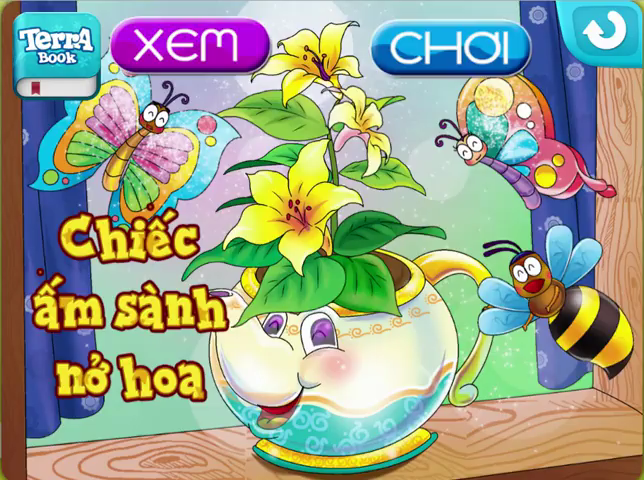 TERRA
BOOK
XEM
CHƠI
Chiếc
ấm sành
nở hoa